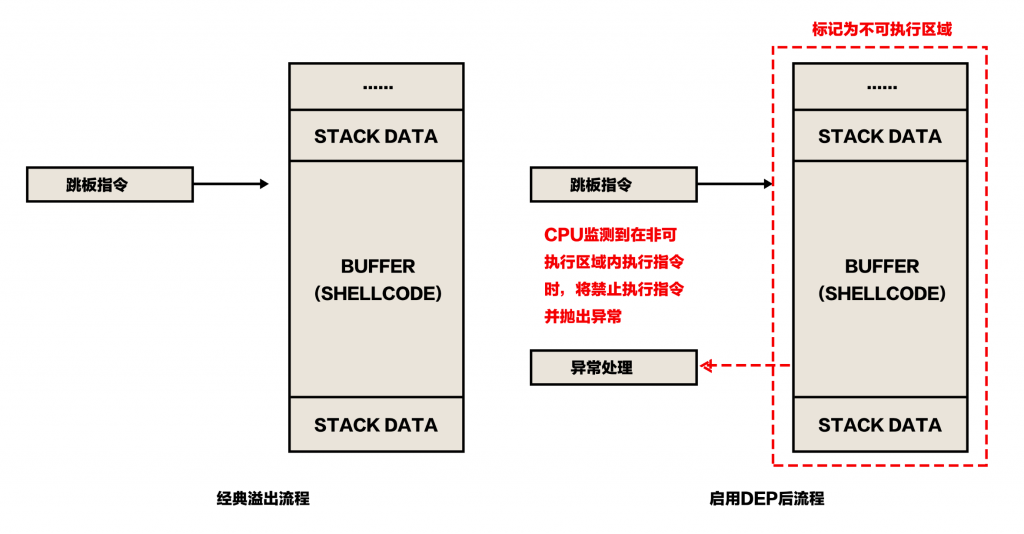 ......
STACK DATA
跳板指令
BUFFER
(SHELLCODE)
STACK DATA
经典溢出流程
标记为不可执行区域
......
STACK DATA
跳板指令
CPU监测到在非可
执行区域内执行指令
时，将禁止执行指令
并抛出异常
BUFFER
(SHELLCODE)
异常处理
STACK DATA
启用DEP后流程